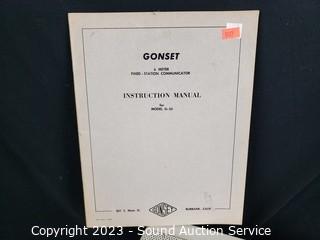 GONSET
6 METER
FIXED - STATION COMMUNICATOR
INSTRUCTION MANUAL
for
MODEL G-50
GONSET
BURBANK, CALIF.
Copyright © 2023 - Sound Auction Service